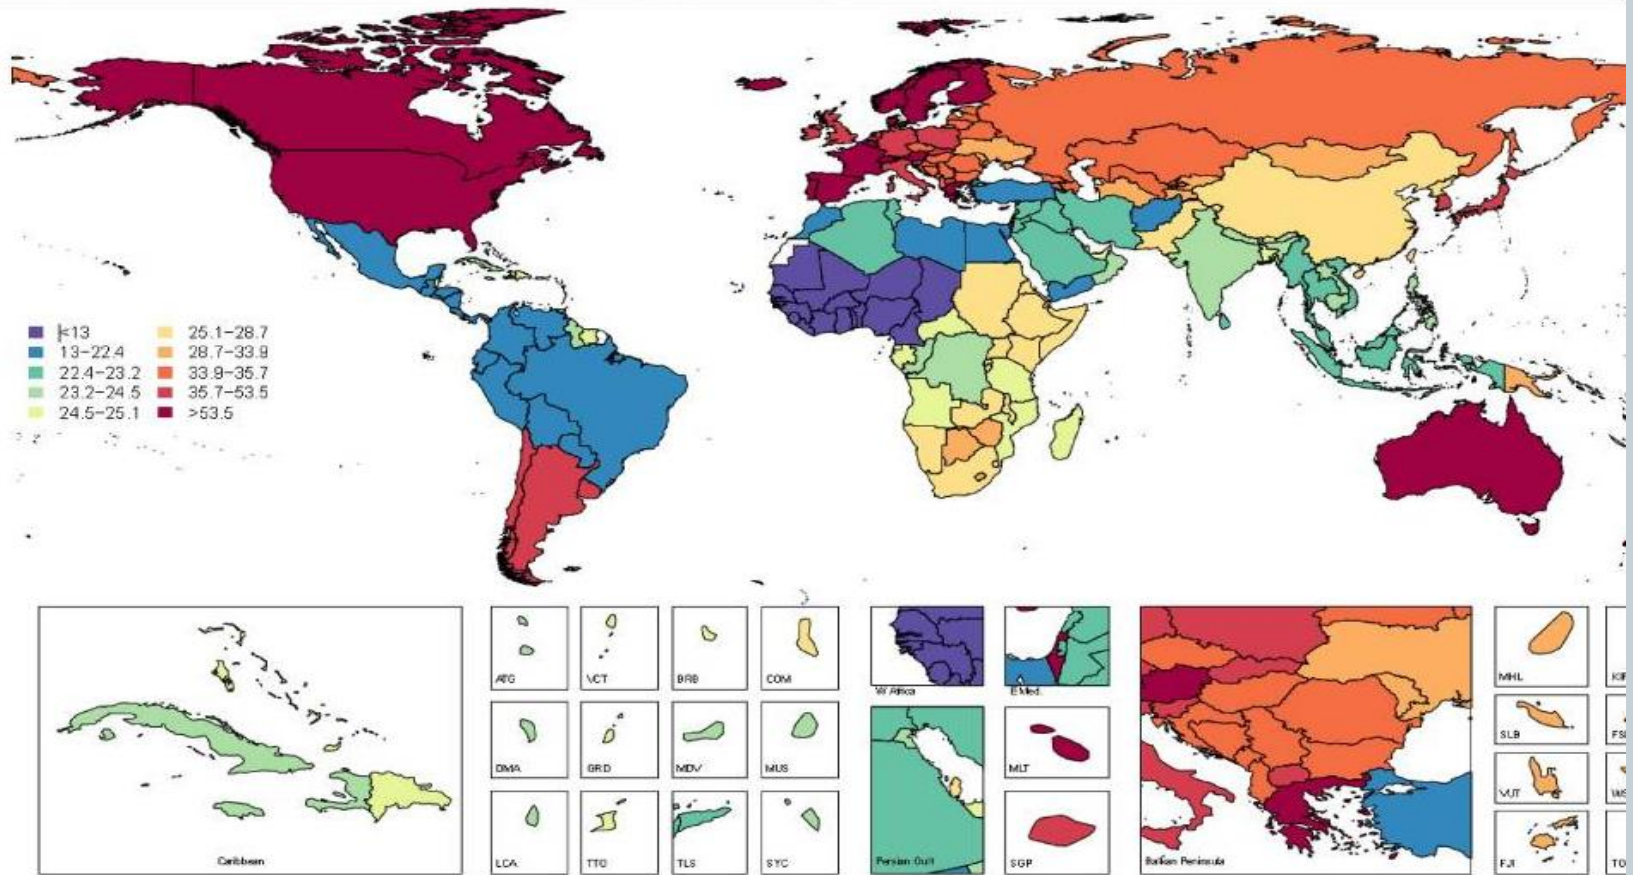 <13
13-22.4
22.4-23.2
23.2-24.5
24.5-25.1
25.1-28.7
28.7-33.9
33.9-35.7
35.7-53.5
>53.5
Caribbean
ATG
VCT
BRB
COM
DMA
GRD
MDV
MUS
LCA
TTO
TLS
SYC
W Africa
E Med.
Persian Gulf
MLT
SGP
Balkan Peninsula
MHL
SLB
VUT
FJI
TO